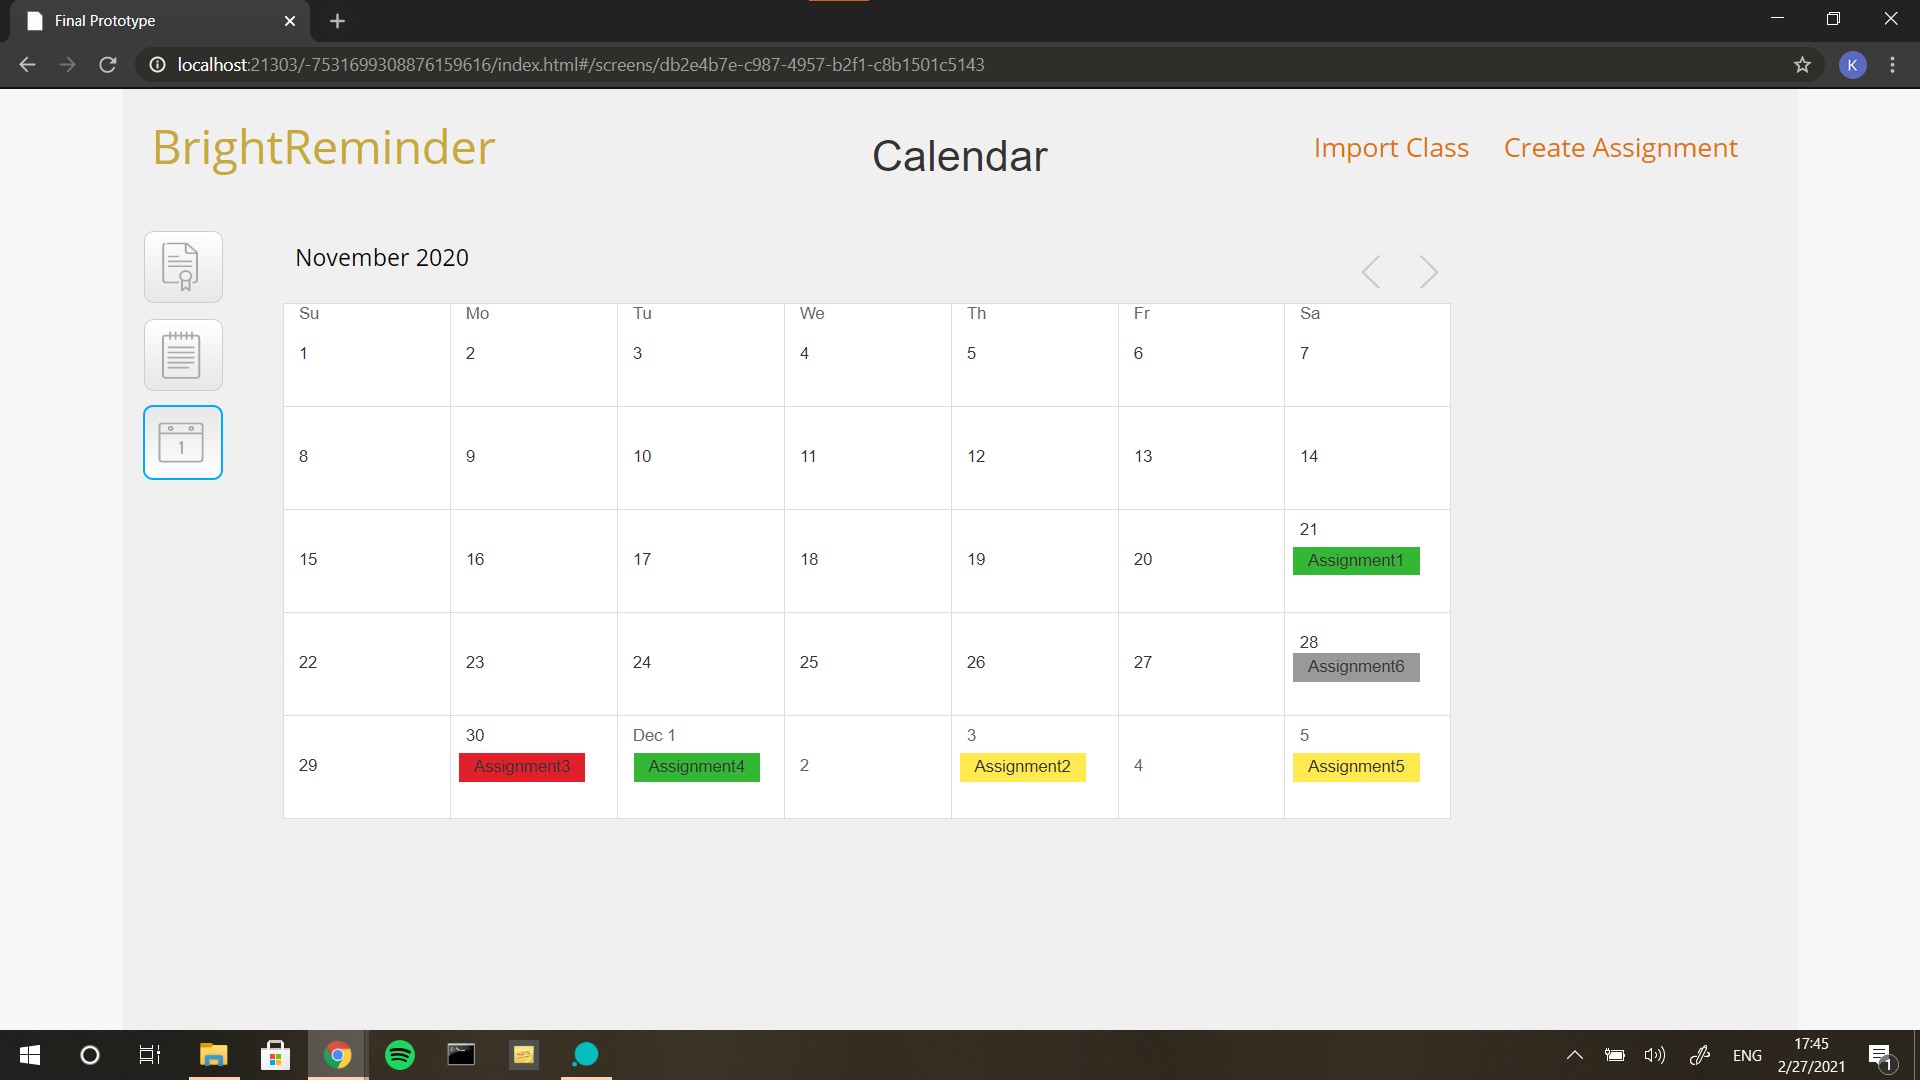 Final Prototype
localhost:21303/-7531699308876159616/index.html#/screens/db2e4b7e-c987-4957-b2f1-c8b1501c5143
K
BrightReminder
Calendar
Import Class Create Assignment
November 2020
Su Mo Tu We Th Fr Sa
1 2 3 4 5 6 7
1
8 9 10 11 12 13 14
21
15 16 17 18 19 20 Assignment1
28
22 23 24 25 26 27 Assignment6
30 Dec 1 3 5
29 Assignment3 Assignment4 2 Assignment2 4 Assignment5
ENG
17:45
2/27/2021
1